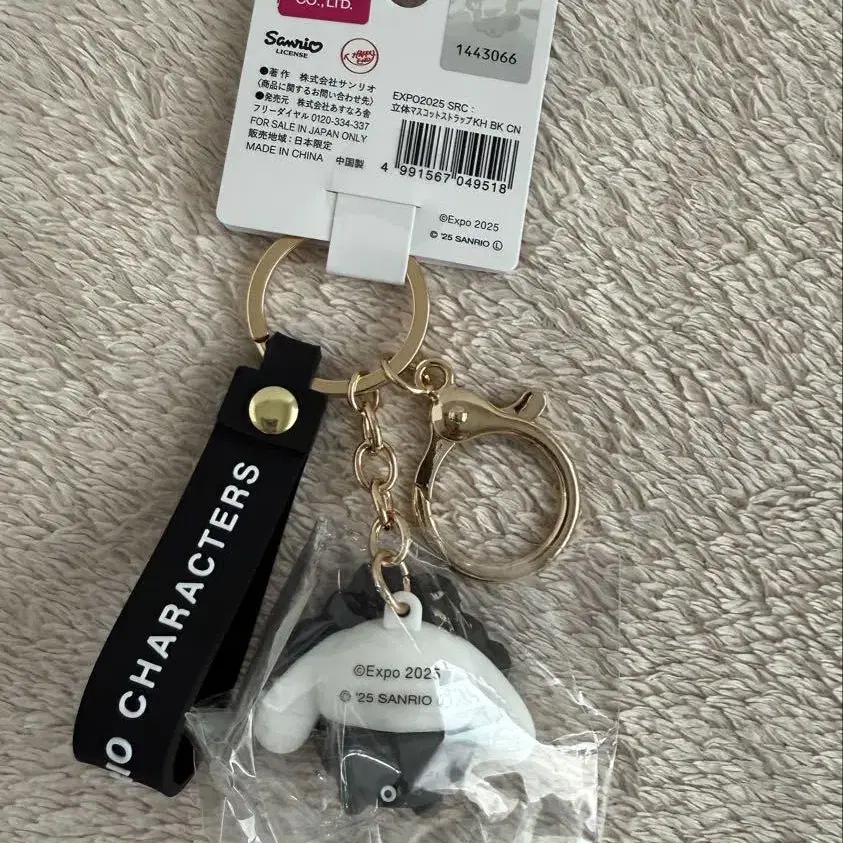 CO., LTD.
Sanrio
LICENSE
1443066
●著作 株式会社サンリオ
(商品に関するお問い合わせ先)
●発売元 株式会社あすなろ舎
フリーダイヤル 0120-334-337
FOR SALE IN JAPAN ONLY
販売地域:日本限定
MADE IN CHINA 中国製
EXPO2025 SRC:
立体マスコットストラップKH BK CN
4 991567 049518
©Expo 2025
© '25 SANRIO Ⓛ
IO CHARACTERS
©Expo 2025
© '25 SANRIO